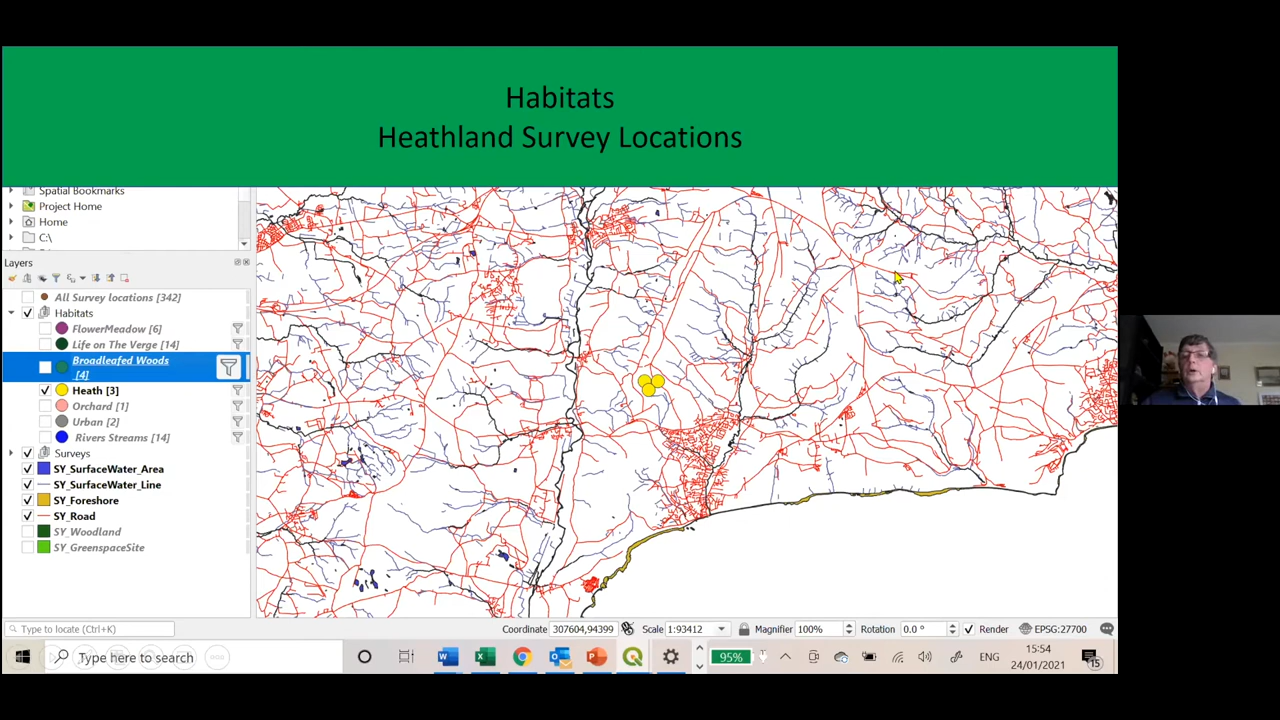 Habitats
Heathland Survey Locations
Spatial Bookmarks
Project Home
Home
C:\
Layers
All Survey locations [342]
Habitats
FlowerMeadow [6]
Life on The Verge [14]
Broadleafed Woods
[4]
Heath [3]
Orchard [1]
Urban [2]
Rivers Streams [14]
Surveys
SY_SurfaceWater_Area
SY_SurfaceWater_Line
SY_Foreshore
SY_Road
SY_Woodland
SY_GreenspaceSite
Type to locate (Ctrl+K)
Coordinate 307604,94399 Scale 1:93412 Magnifier 100% Rotation 0.0 ° Render EPSG:27700
Type here to search
95%
ENG
15:54
24/01/2021
15